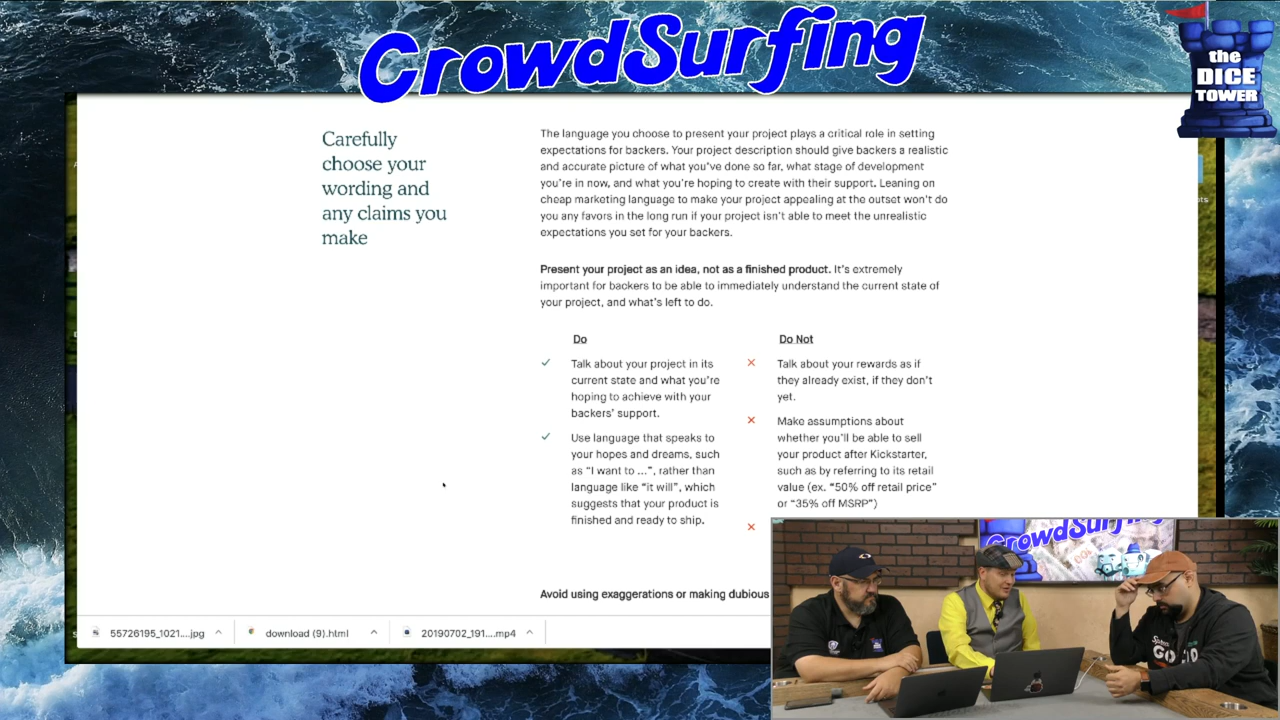 CrowdSurfing
the
DICE
TOWER
Carefully
choose your
wording and
any claims you
make
The language you choose to present your project plays a critical role in setting
expectations for backers. Your project description should give backers a realistic
and accurate picture of what you've done so far, what stage of development
you're in now, and what you're hoping to create with their support. Leaning on
cheap marketing language to make your project appealing at the outset won't do
you any favors in the long run if your project isn't able to meet the unrealistic
expectations you set for your backers.
Present your project as an idea, not as a finished product. It's extremely
important for backers to be able to immediately understand the current state of
your project, and what's left to do.
Do
Talk about your project in its
current state and what you're
hoping to achieve with your
backers' support.
Use language that speaks to
your hopes and dreams, such
as "I want to ...", rather than
language like "it will", which
suggests that your product is
finished and ready to ship.
Do Not
Talk about your rewards as if
they already exist, if they don't
yet.
Make assumptions about
whether you'll be able to sell
your product after Kickstarter,
such as by referring to its retail
value (ex. "50% off retail price"
or "35% off MSRP")
Avoid using exaggerations or making dubious
55726195_1021....jpg
download (9).html
20190702_191....mp4
CrowdSurfing